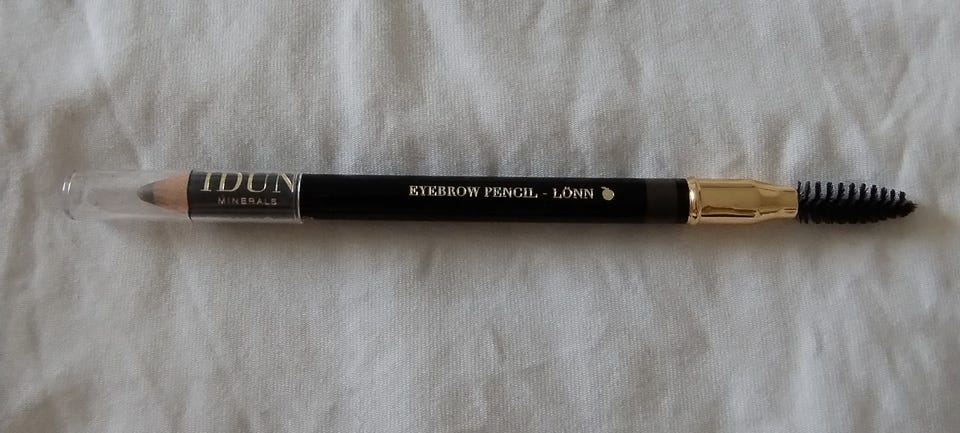 IDUN
MINERALS
EYEBROW PENCIL - LÖNN